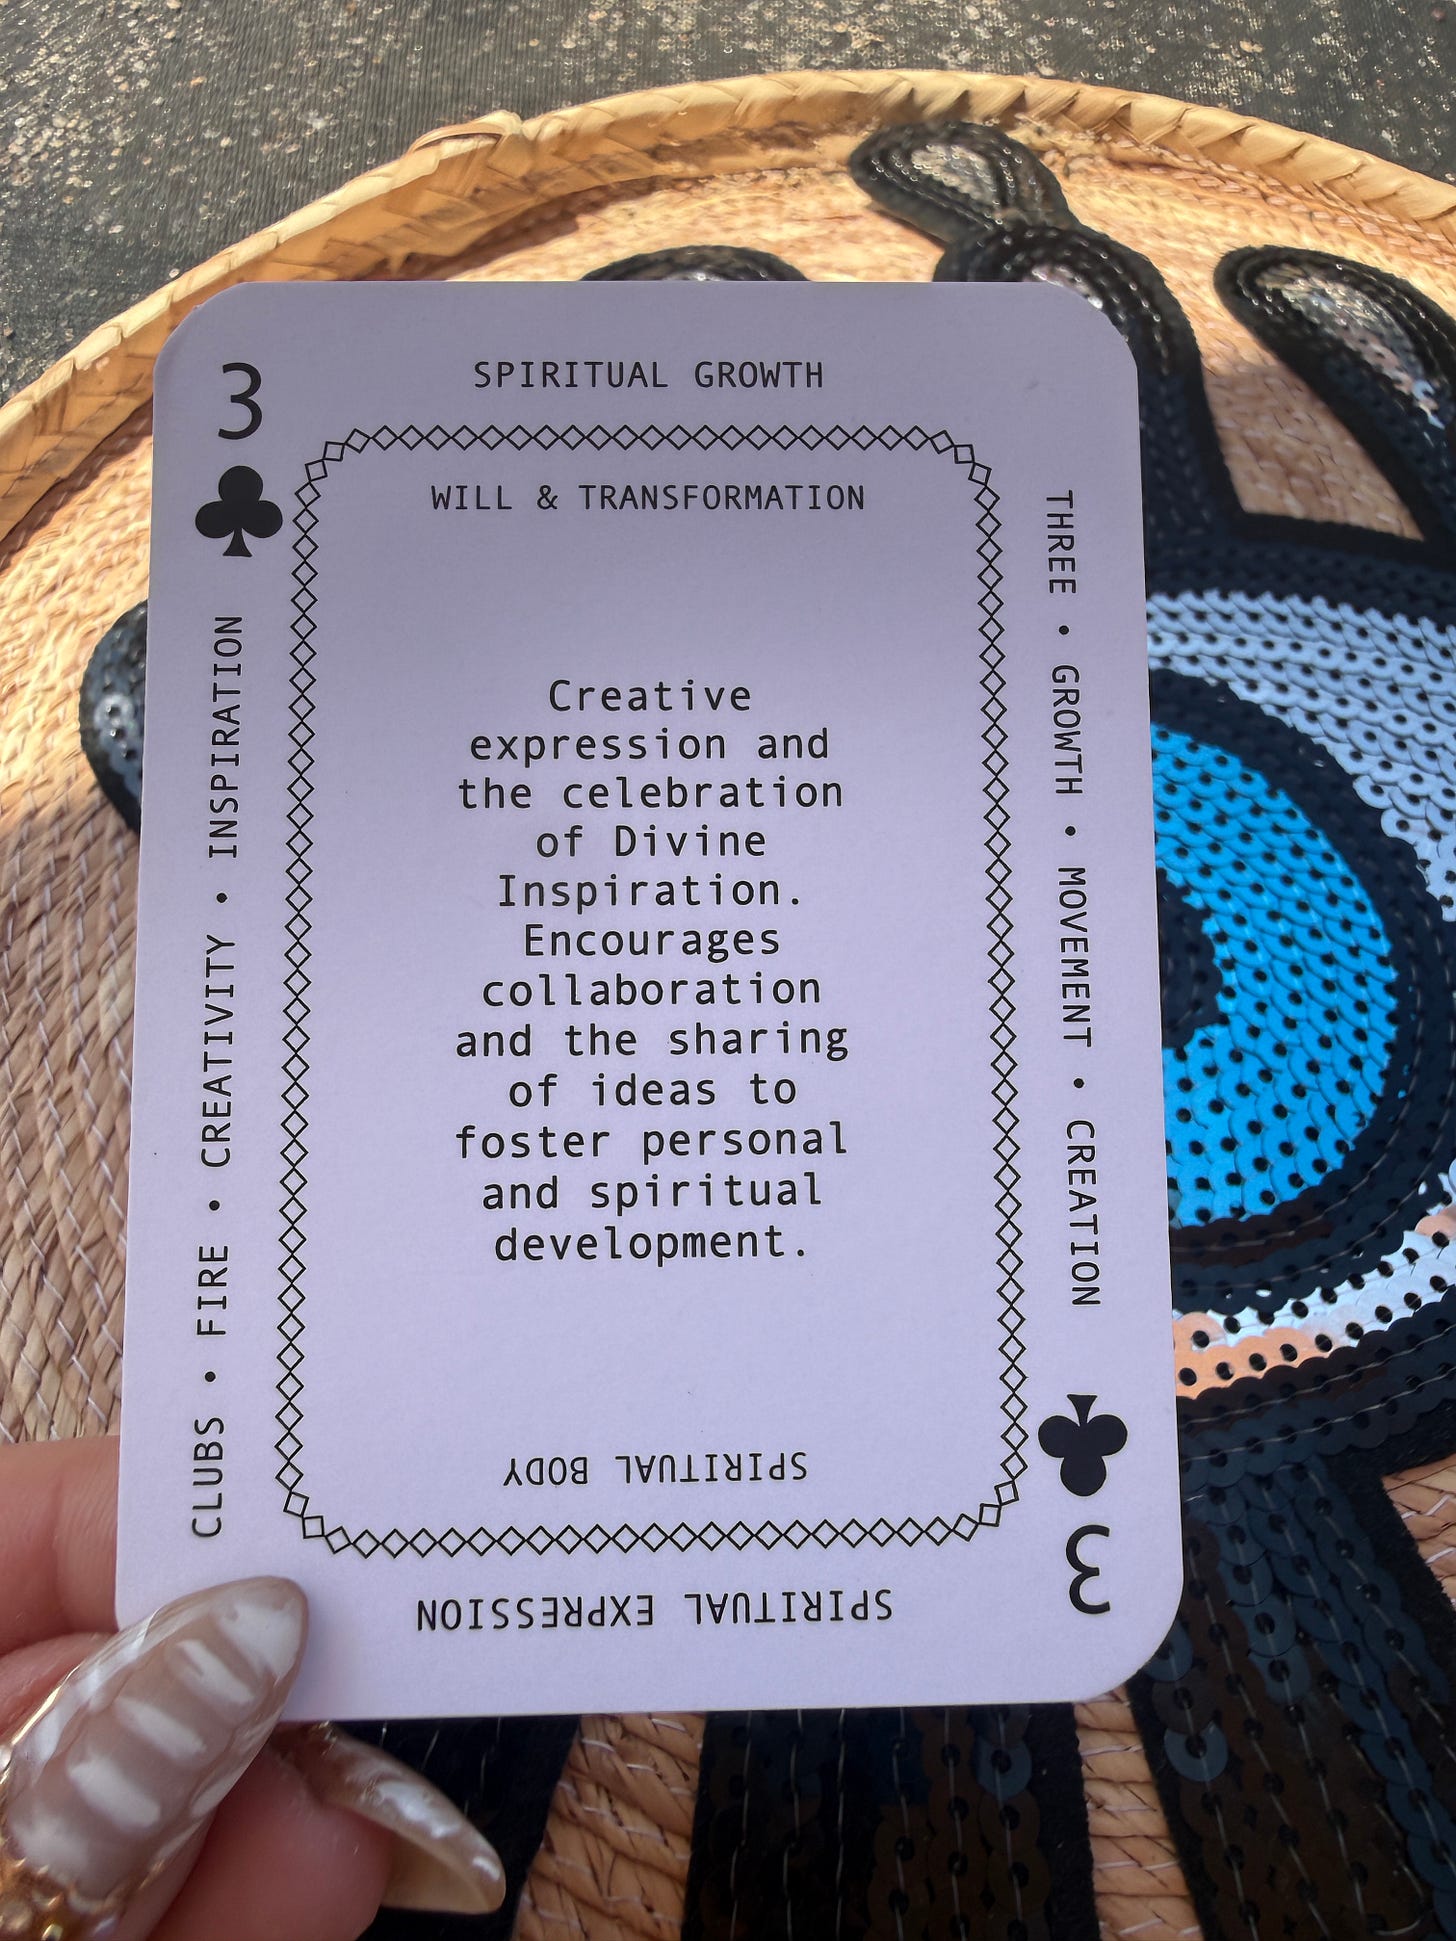 3
SPIRITUAL GROWTH
WILL & TRANSFORMATION
CLUBS • FIRE • CREATIVITY • INSPIRATION
THREE • GROWTH • MOVEMENT • CREATION
Creative
expression and
the celebration
of Divine
Inspiration.
Encourages
collaboration
and the sharing
of ideas to
foster personal
and spiritual
development.
SPIRITUAL BODY
SPIRITUAL EXPRESSION
3